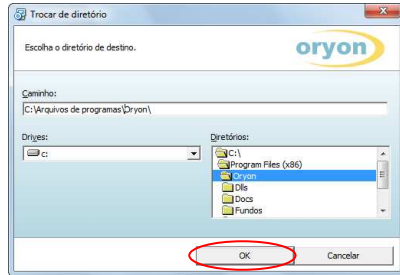 Trocar de diretório
Escolha o diretório de destino.
oryon
Caminho:
C:\Arquivos de programas\Oryon\
Drives:
Diretórios:
C:
C:\
Program Files (x86)
Oryon
Dlls
Docs
Fundos
OK
Cancelar